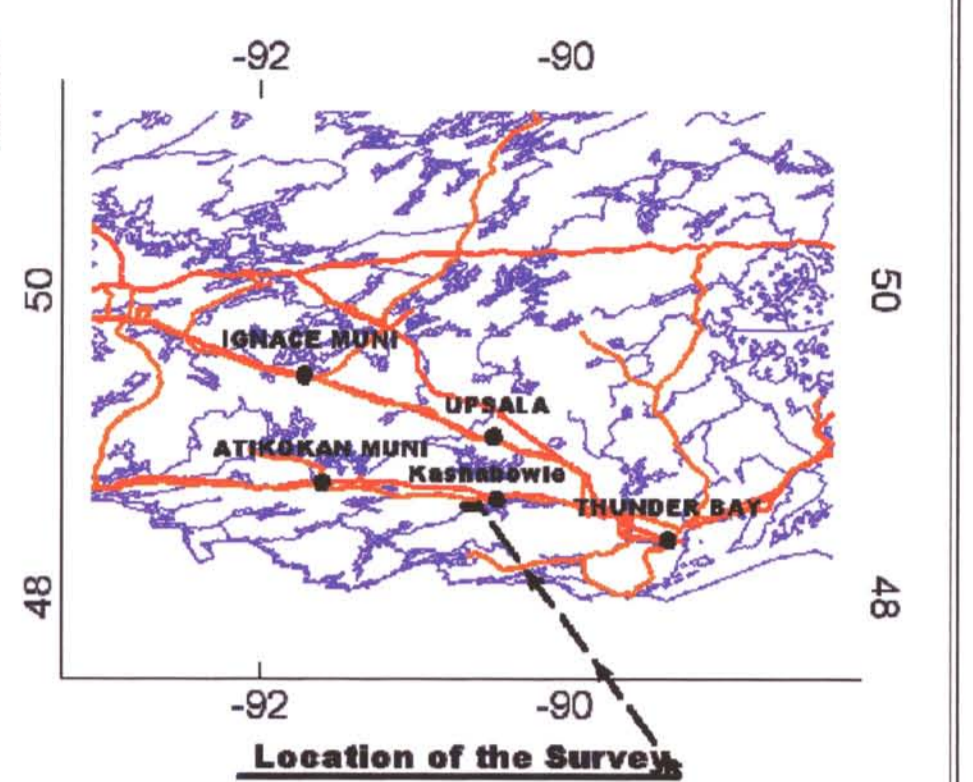 -92 -90
50 50
IGNACE MUNI
UPSALA
ATIKOKAN MUNI
Kashabowie
THUNDER BAY
48 48
-92 -90
Location of the Survey